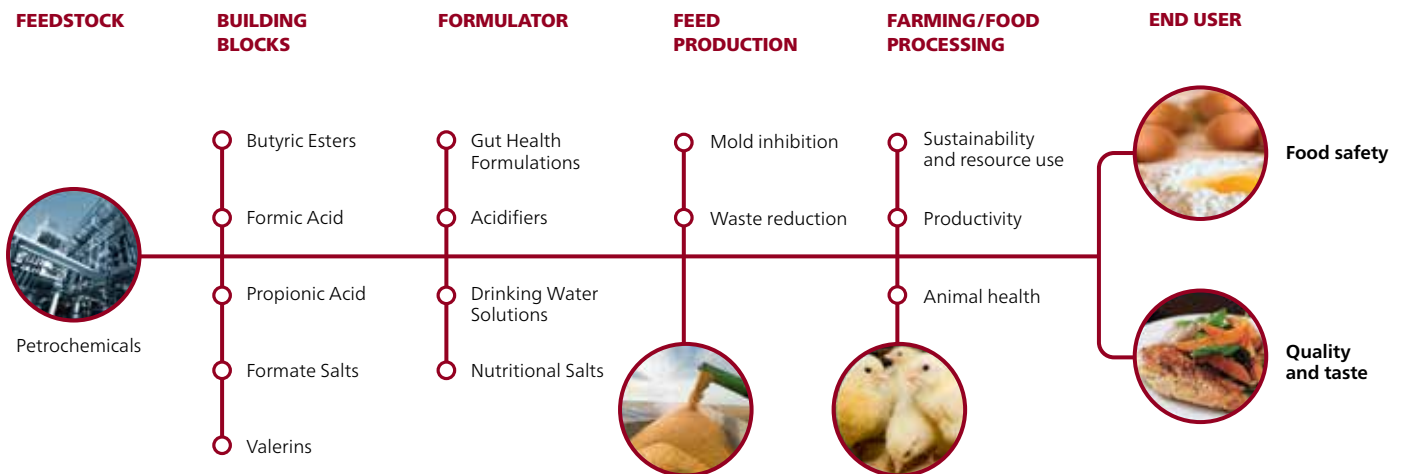 FEEDSTOCK
BUILDING
BLOCKS
FORMULATOR
FEED
PRODUCTION
FARMING/FOOD
PROCESSING
END USER
Petrochemicals
Butyric Esters
Formic Acid
Propionic Acid
Formate Salts
Valerins
Gut Health
Formulations
Acidifiers
Drinking Water
Solutions
Nutritional Salts
Mold inhibition
Waste reduction
Sustainability
and resource use
Productivity
Animal health
Food safety
Quality
and taste